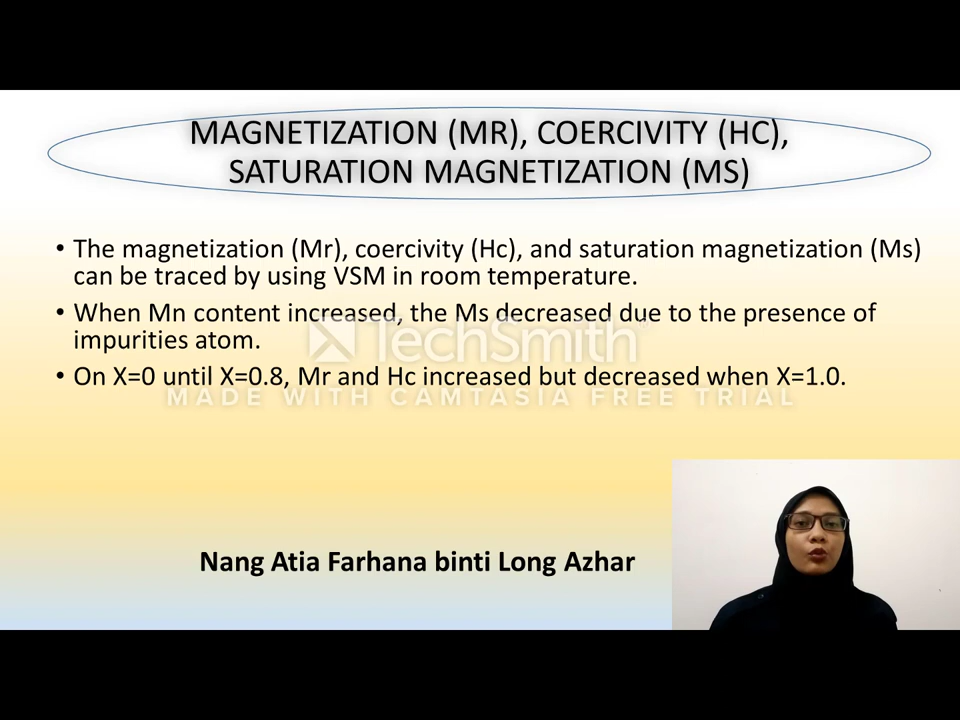 MAGNETIZATION (MR), COERCIVITY (HC),
SATURATION MAGNETIZATION (MS)
• The magnetization (Mr), coercivity (Hc), and saturation magnetization (Ms)
can be traced by using VSM in room temperature.
• When Mn content increased, the Ms decreased due to the presence of
impurities atom.
TechSmith
• On X=0 until X=0.8, Mr and Hc increased but decreased when X=1.0.
MADE WITH CAMTASIA FREE TRIAL
Nang Atia Farhana binti Long Azhar